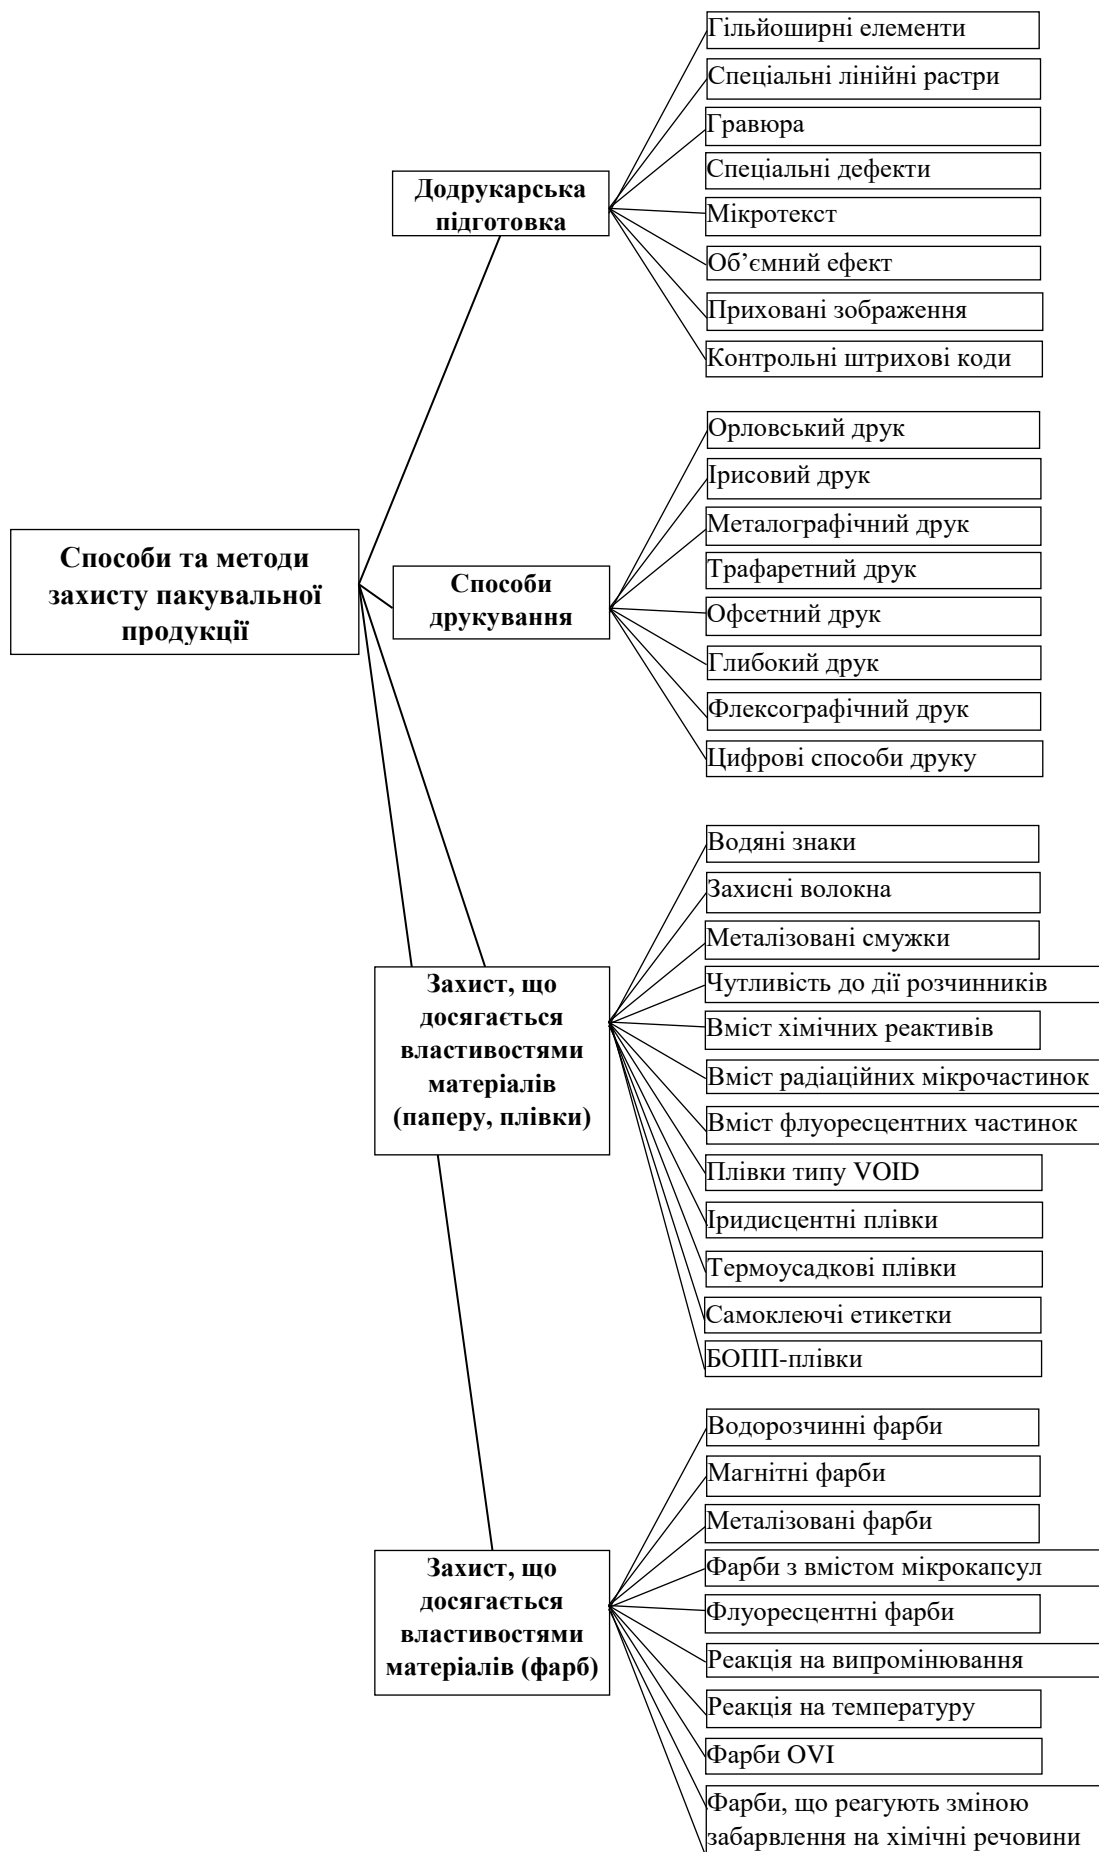 Способи та методи
захисту пакувальної
продукції
Додрукарська
підготовка
Гільйоширні елементи
Спеціальні лінійні растри
Гравюра
Спеціальні дефекти
Мікротекст
Об’ємний ефект
Приховані зображення
Контрольні штрихові коди
Способи
друкування
Орловський друк
Ірисовий друк
Металографічний друк
Трафаретний друк
Офсетний друк
Глибокий друк
Флексографічний друк
Цифрові способи друку
Захист, що
досягається
властивостями
матеріалів
(паперу, плівки)
Водяні знаки
Захисні волокна
Металізовані смужки
Чутливість до дії розчинників
Вміст хімічних реактивів
Вміст радіаційних мікрочастинок
Вміст флуоресцентних частинок
Плівки типу VOID
Іридисцентні плівки
Термоусадкові плівки
Самоклеючі етикетки
БОПП-плівки
Захист, що
досягається
властивостями
матеріалів (фарб)
Водорозчинні фарби
Магнітні фарби
Металізовані фарби
Фарби з вмістом мікрокапсул
Флуоресцентні фарби
Реакція на випромінювання
Реакція на температуру
Фарби OVI
Фарби, що реагують зміною
забарвлення на хімічні речовини